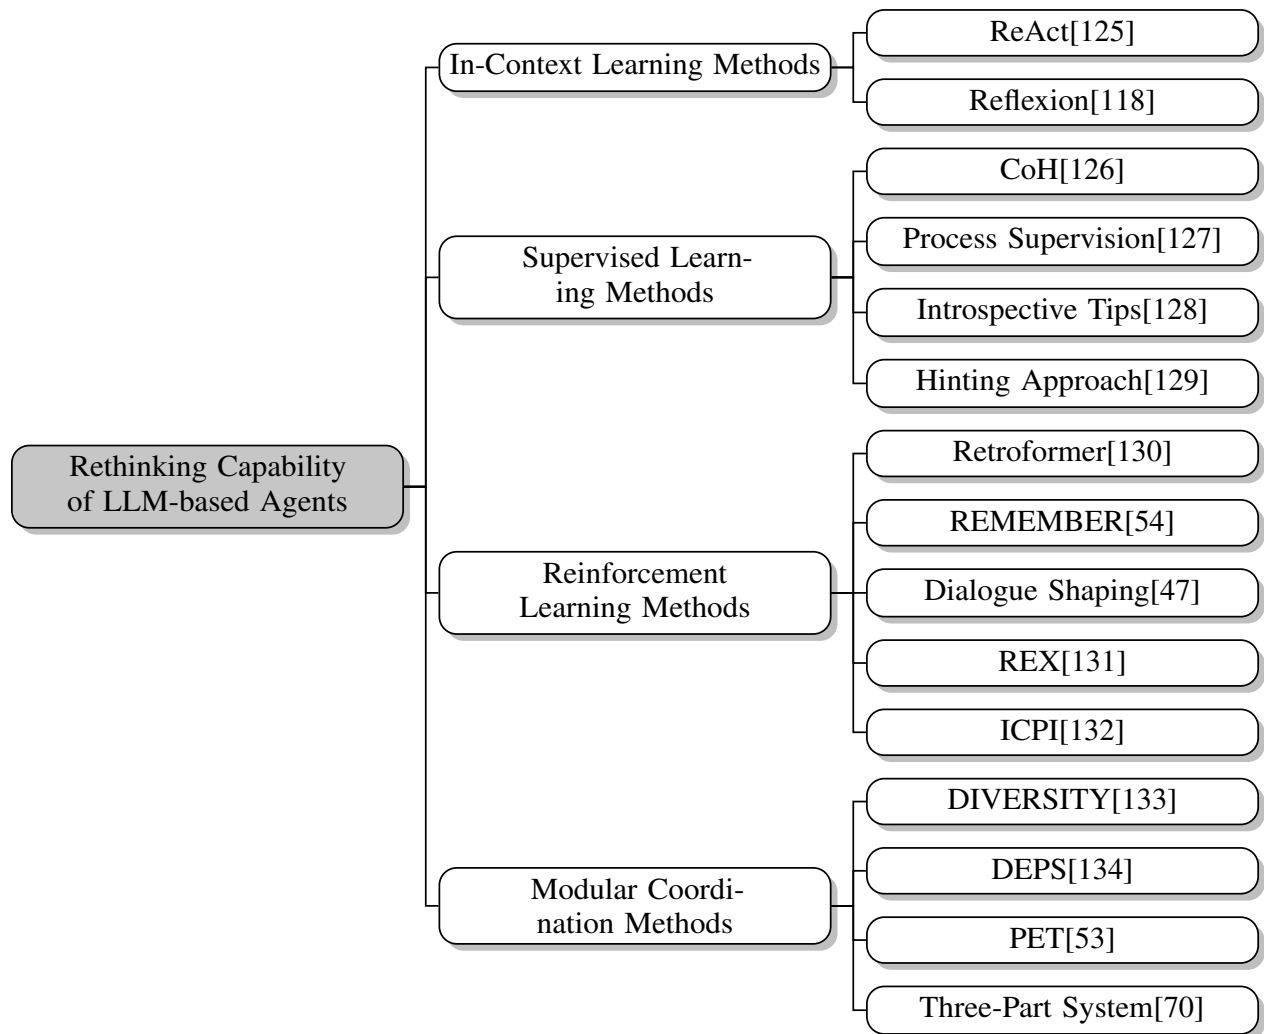 Rethinking Capability
of LLM-based Agents
In-Context Learning Methods
ReAct[125]
Reflexion[118]
Supervised Learn-
ing Methods
CoH[126]
Process Supervision[127]
Introspective Tips[128]
Hinting Approach[129]
Reinforcement
Learning Methods
Retroformer[130]
REMEMBER[54]
Dialogue Shaping[47]
REX[131]
ICPI[132]
Modular Coordi-
nation Methods
DIVERSITY[133]
DEPS[134]
PET[53]
Three-Part System[70]